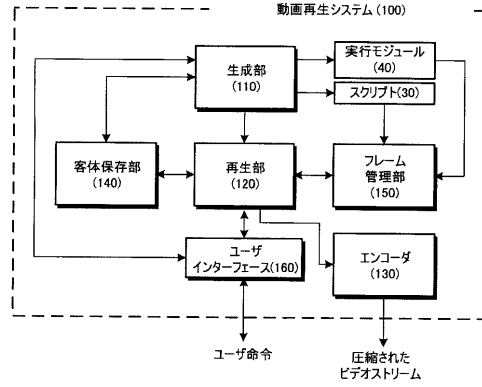 動画再生システム(100)
生成部
(110)
実行モジュール
(40)
スクリプト(30)
客体保存部
(140)
再生部
(120)
フレーム
管理部
(150)
ユーザ
インターフェース(160)
エンコーダ
(130)
ユーザ命令
圧縮された
ビデオストリーム